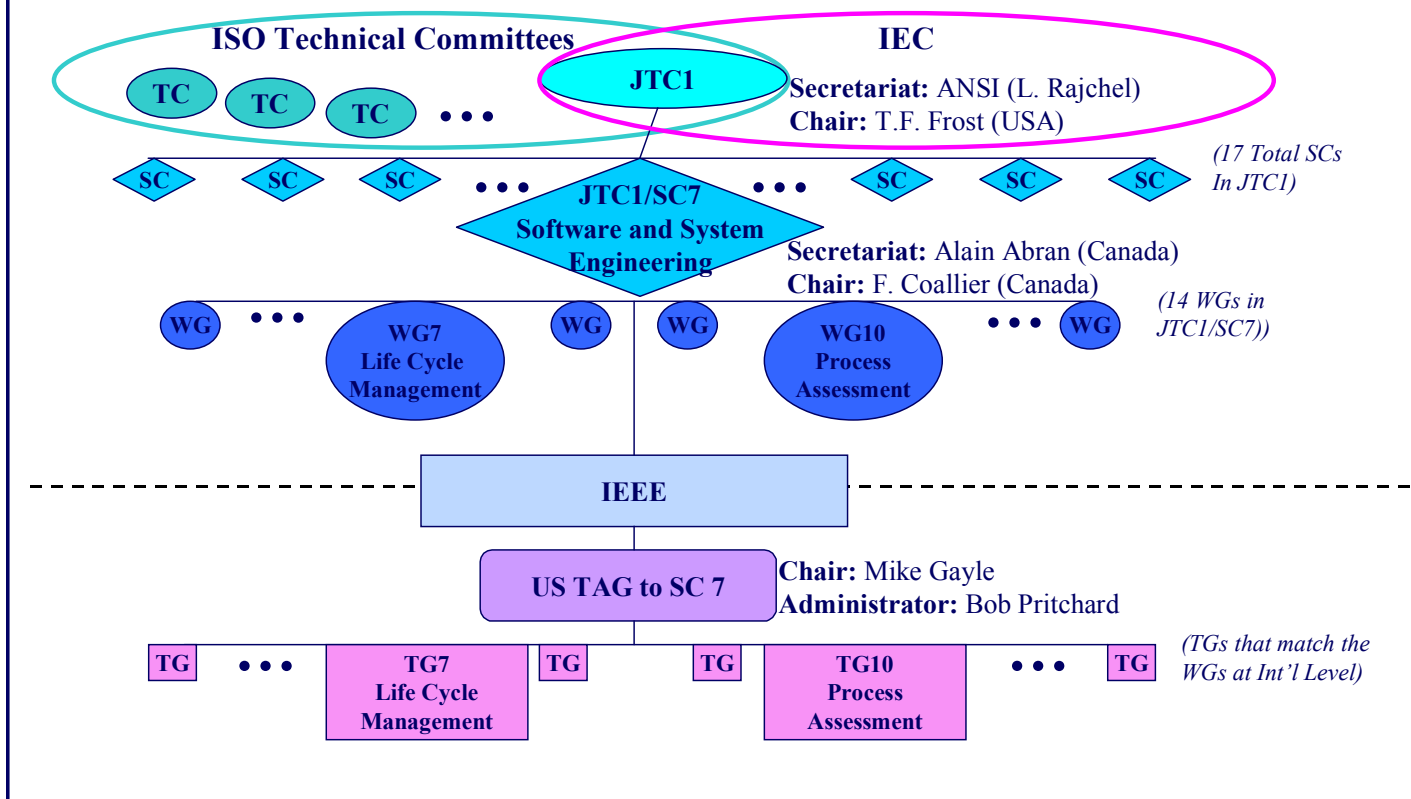 ISO Technical Committees
IEC
TC
TC
TC
•••
JTC1
Secretariat: ANSI (L. Rajchel)
Chair: T.F. Frost (USA)
(17 Total SCs
In JTC1)
SC
SC
SC
•••
JTC1/SC7
Software and System
Engineering
•••
SC
SC
SC
Secretariat: Alain Abran (Canada)
Chair: F. Coallier (Canada)
(14 WGs in
JTC1/SC7))
WG
•••
WG7
Life Cycle
Management
WG
WG
WG10
Process
Assessment
•••
WG
IEEE
US TAG to SC 7
Chair: Mike Gayle
Administrator: Bob Pritchard
(TGs that match the
WGs at Int’l Level)
TG
•••
TG7
Life Cycle
Management
TG
TG
TG10
Process
Assessment
•••
TG